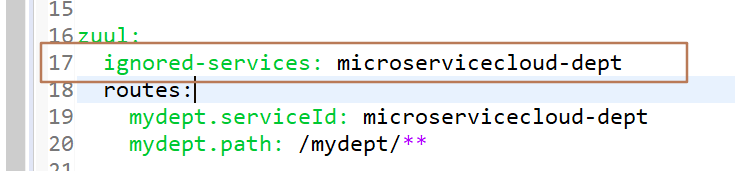 15
16 zuul:
17   ignored-services: microservicecloud-dept
18   routes:
19     mydept.serviceId: microservicecloud-dept
20     mydept.path: /mydept/**
21